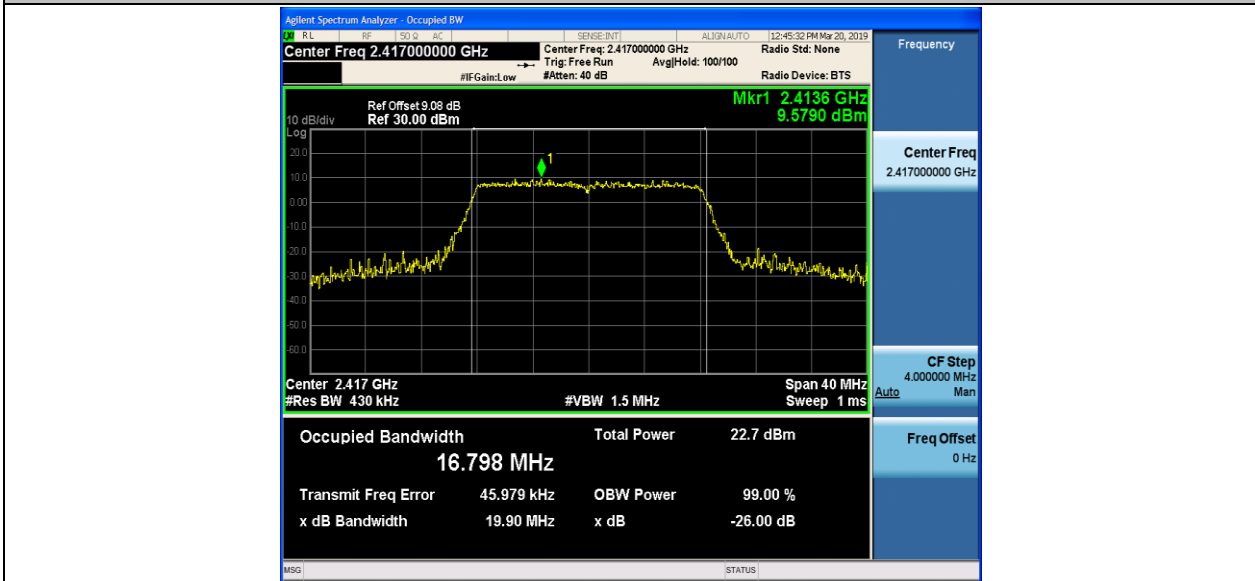 Agilent Spectrum Analyzer - Occupied BW
RL RF 50 Ω AC SENSE:INT ALIGN AUTO 12:45:32 PM Mar 20, 2019
Center Freq 2.417000000 GHz
Center Freq: 2.417000000 GHz Radio Std: None
Trig: Free Run Avg|Hold: 100/100
#IFGain:Low #Atten: 40 dB Radio Device: BTS
Frequency
Mkr1 2.4136 GHz
9.5790 dBm
Ref Offset 9.08 dB
10 dB/div Ref 30.00 dBm
Log
20.0
10.0
0.00
-10.0
-20.0
-30.0
-40.0
-50.0
-60.0
1
Center 2.417 GHz Span 40 MHz
#Res BW 430 kHz #VBW 1.5 MHz Sweep 1 ms
Occupied Bandwidth Total Power 22.7 dBm
16.798 MHz
Transmit Freq Error 45.979 kHz OBW Power 99.00 %
x dB Bandwidth 19.90 MHz x dB -26.00 dB
Center Freq
2.417000000 GHz
CF Step
4.000000 MHz
Auto Man
Freq Offset
0 Hz
MSG STATUS